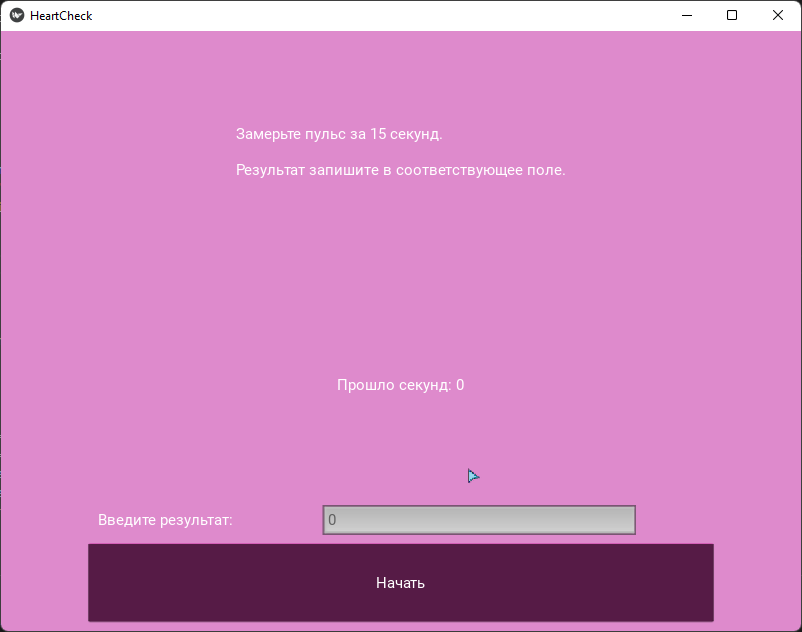 HeartCheck
Замерьте пульс за 15 секунд.
Результат запишите в соответствующее поле.
Прошло секунд: 0
Введите результат: 0
Начать